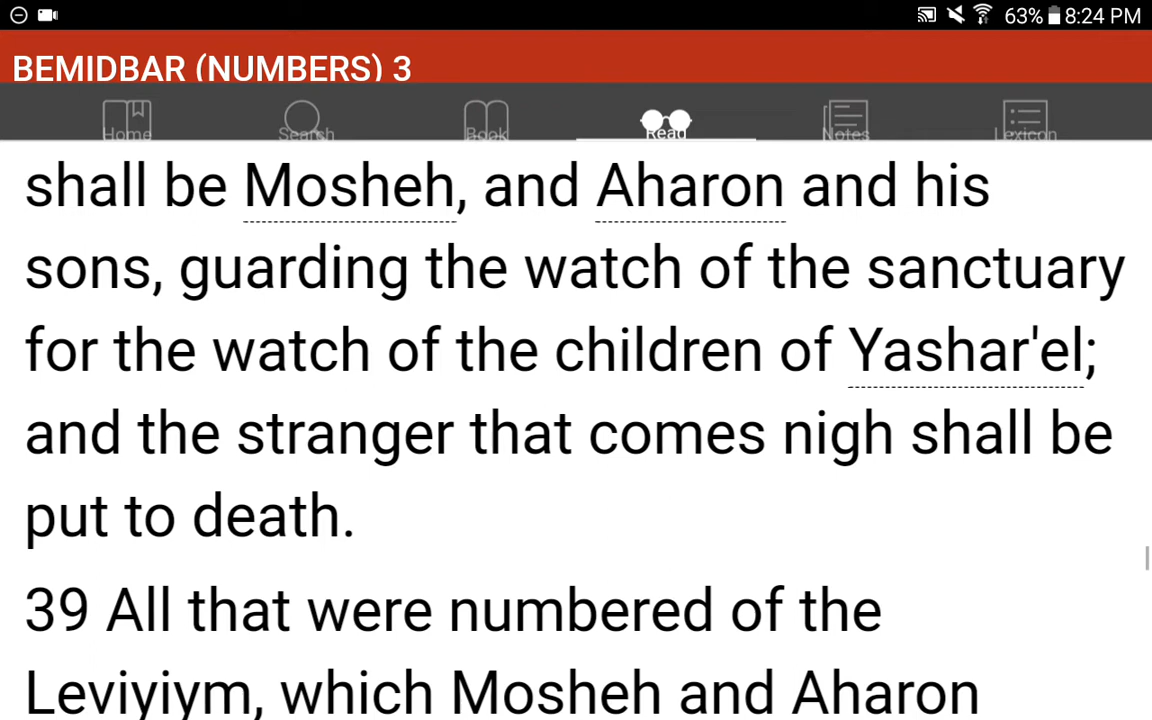 63% 8:24 PM
BEMIDBAR (NUMBERS) 3
Home Search Book Read Notes Lexicon
shall be Mosheh, and Aharon and his
sons, guarding the watch of the sanctuary
for the watch of the children of Yashar'el;
and the stranger that comes nigh shall be
put to death.
39 All that were numbered of the
Leviyiym, which Mosheh and Aharon